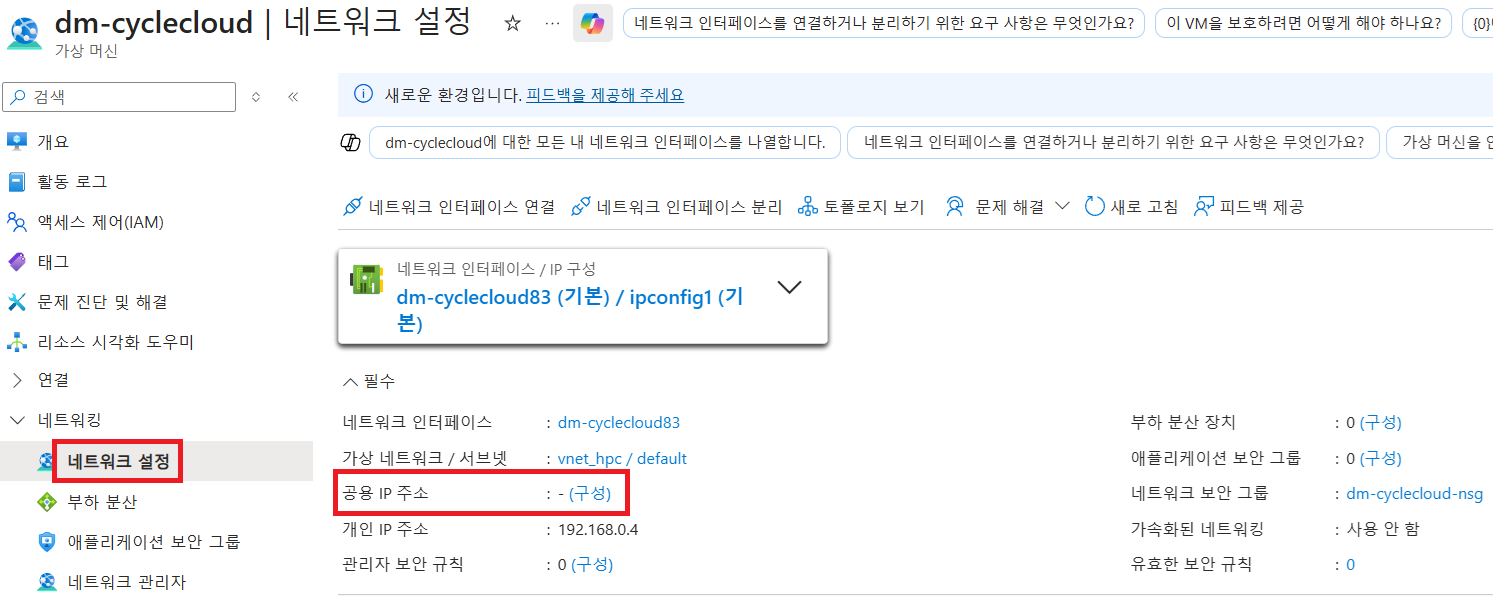 dm-cyclecloud | 네트워크 설정
가상 머신
네트워크 인터페이스를 연결하거나 분리하기 위한 요구 사항은 무엇인가요?
이 VM을 보호하려면 어떻게 해야 하나요?
{0}
검색
새로운 환경입니다. 피드백을 제공해 주세요
개요
활동 로그
액세스 제어(IAM)
태그
문제 진단 및 해결
리소스 시각화 도우미
연결
네트워킹
네트워크 설정
부하 분산
애플리케이션 보안 그룹
네트워크 관리자
dm-cyclecloud에 대한 모든 내 네트워크 인터페이스를 나열합니다.
네트워크 인터페이스를 연결하거나 분리하기 위한 요구 사항은 무엇인가요?
가상 머신을
네트워크 인터페이스 연결
네트워크 인터페이스 분리
토폴로지 보기
문제 해결
새로 고침
피드백 제공
네트워크 인터페이스 / IP 구성
dm-cyclecloud83 (기본) / ipconfig1 (기
본)
필수
네트워크 인터페이스 : dm-cyclecloud83
가상 네트워크 / 서브넷 : vnet_hpc / default
공용 IP 주소 : - (구성)
개인 IP 주소 : 192.168.0.4
관리자 보안 규칙 : 0 (구성)
부하 분산 장치 : 0 (구성)
애플리케이션 보안 그룹 : 0 (구성)
네트워크 보안 그룹 : dm-cyclecloud-nsg
가속화된 네트워킹 : 사용 안 함
유효한 보안 규칙 : 0